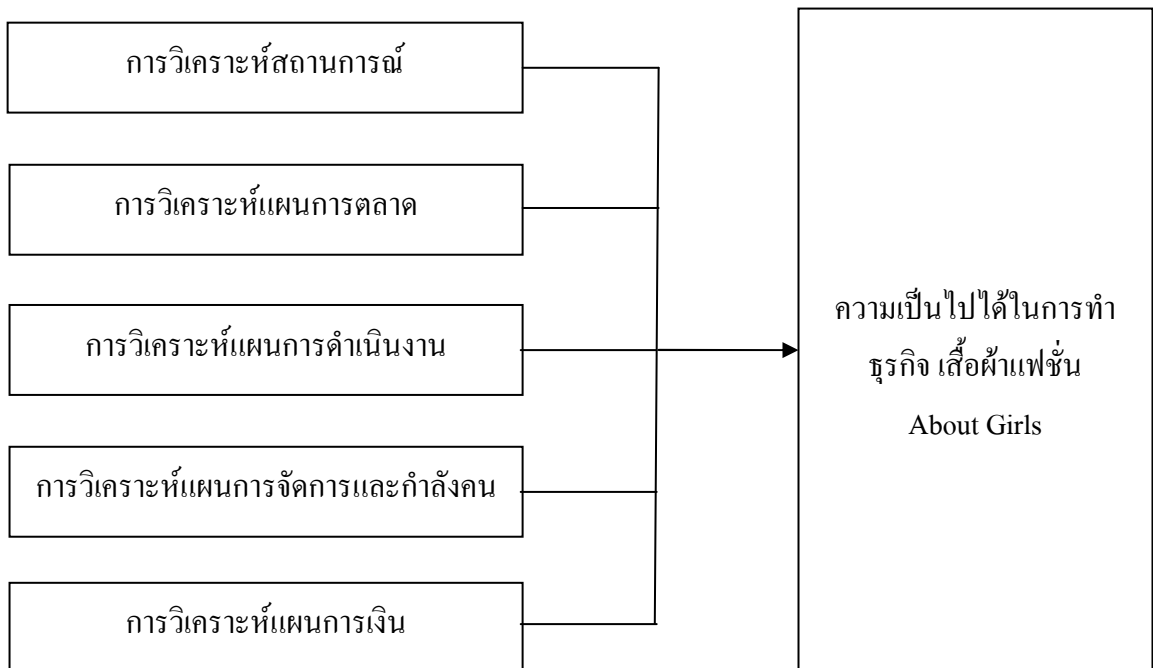 การวิเคราะห์สถานการณ์
การวิเคราะห์แผนการตลาด
การวิเคราะห์แผนการดำเนินงาน
การวิเคราะห์แผนการจัดการและกำลังคน
การวิเคราะห์แผนการเงิน
ความเป็นไปได้ในการทำ
ธุรกิจ เสื้อผ้าแฟชั่น
About Girls